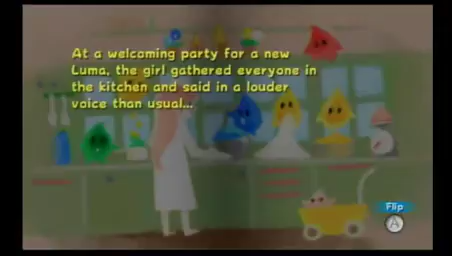 At a welcoming party for a new
Luma, the girl gathered everyone in
the kitchen and said in a louder
voice than usual...
Flip
A